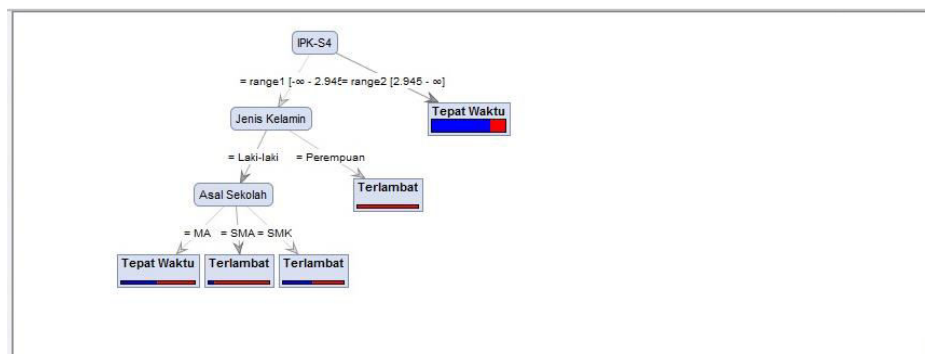 IPK-S4
= range1 [-∞ - 2.945
= range2 [2.945 - ∞]
Jenis Kelamin
Tepat Waktu
= Laki-laki
= Perempuan
Asal Sekolah
Terlambat
= MA
= SMA
= SMK
Tepat Waktu
Terlambat
Terlambat